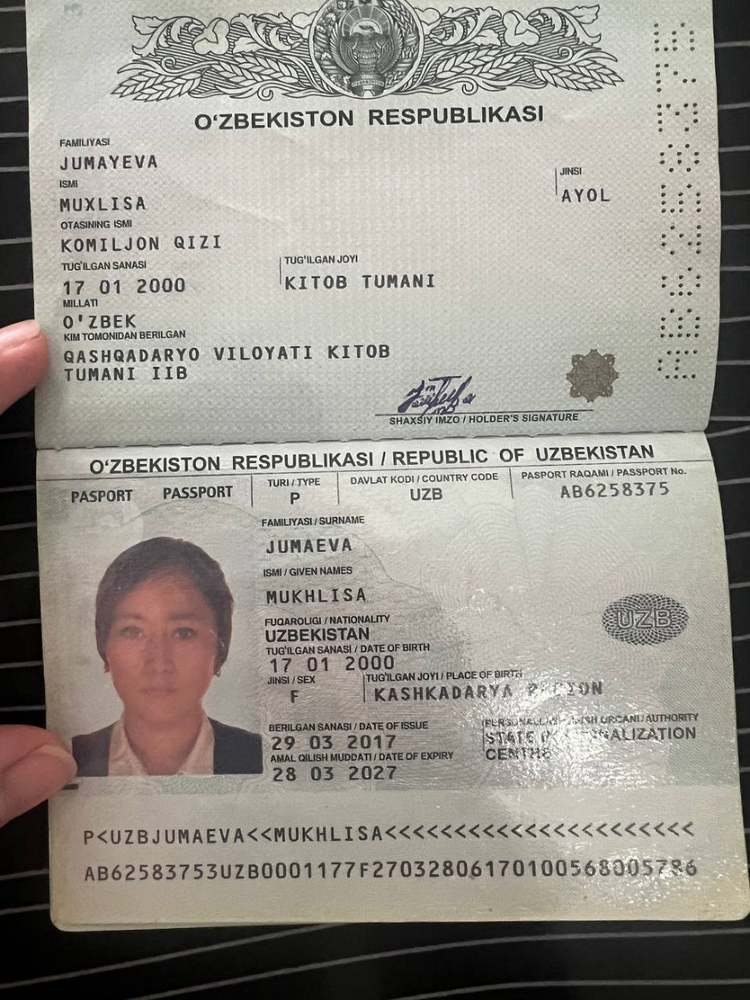 O‘ZBEKISTON RESPUBLIKASI
FAMILIYASI
JUMAYEVA
ISMI
MUXLISA
JINSI
AYOL
OTASINING ISMI
KOMILJON QIZI
TUG‘ILGAN SANASI
17 01 2000
TUG‘ILGAN JOYI
KITOB TUMANI
MILLATI
O'ZBEK
KIM TOMONIDAN BERILGAN
QASHQADARYO VILOYATI KITOB
TUMANI IIB
SHAXSIY IMZO / HOLDER'S SIGNATURE
AB6258375
O‘ZBEKISTON RESPUBLIKASI / REPUBLIC OF UZBEKISTAN
PASPORT PASSPORT
TURI / TYPE
P
DAVLAT KODI / COUNTRY CODE
UZB
PASPORT RAQAMI / PASSPORT No.
AB6258375
FAMILIYASI / SURNAME
JUMAEVA
ISMI / GIVEN NAMES
MUKHLISA
FUQAROLIGI / NATIONALITY
UZBEKISTAN
UZB
TUG‘ILGAN SANASI / DATE OF BIRTH
17 01 2000
JINSI / SEX
F
TUG‘ILGAN JOYI / PLACE OF BIRTH
KASHKADARYA
BERILGAN SANASI / DATE OF ISSUE
29 03 2017
ORGANI / AUTHORITY
STATE
AMAL QILISH MUDDATI / DATE OF EXPIRY
28 03 2027
P<UZBJUMAEVA<<MUKHLISA<<<<<<<<<<<<<<<<<<<<<<
AB62583753UZB0001177F27032806170100568005786